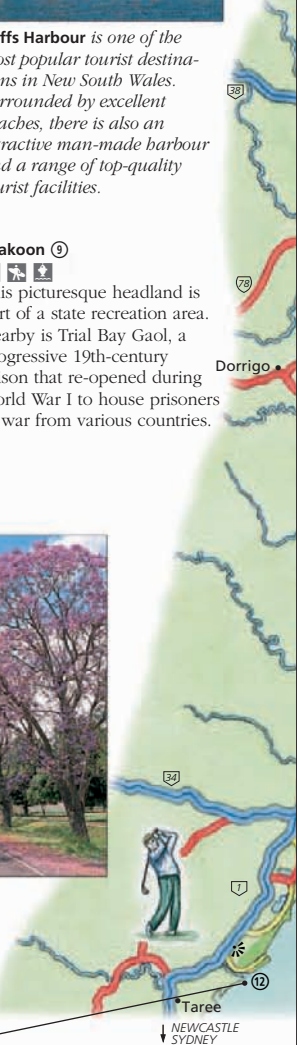 ffs Harbour is one of the
ost popular tourist destina-
ns in New South Wales.
rrounded by excellent
aches, there is also an
tractive man-made harbour
d a range of top-quality
urist facilities.
akoon ⑨
is picturesque headland is
rt of a state recreation area.
earby is Trial Bay Gaol, a
ogressive 19th-century
ison that re-opened during
orld War I to house prisoners
war from various countries.
38
78
Dorrigo
34
1
⑫
Taree
NEWCASTLE
SYDNEY